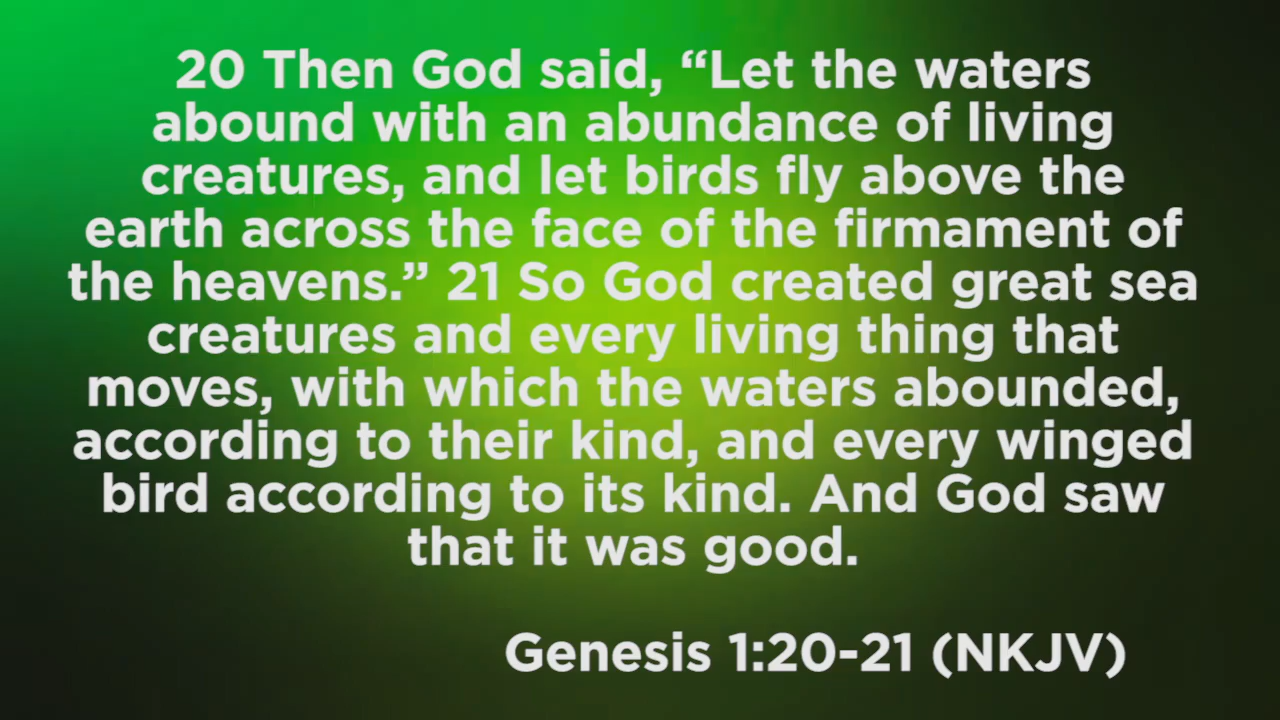 20 Then God said, “Let the waters
abound with an abundance of living
creatures, and let birds fly above the
earth across the face of the firmament of
the heavens.” 21 So God created great sea
creatures and every living thing that
moves, with which the waters abounded,
according to their kind, and every winged
bird according to its kind. And God saw
that it was good.
Genesis 1:20-21 (NKJV)